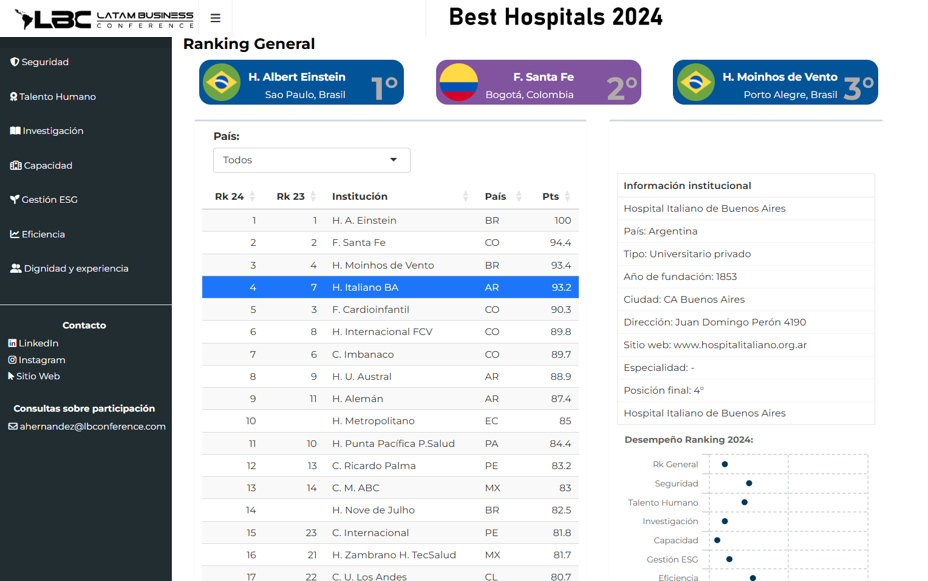 LBC LATAM BUSINESS
CONFERENCE
Best Hospitals 2024
Seguridad
Talento Humano
Investigación
Capacidad
Gestión ESG
Eficiencia
Dignidad y experiencia
Contacto
LinkedIn
Instagram
Sitio Web
Consultas sobre participación
ahernandez@lbconference.com
Ranking General
H. Albert Einstein
Sao Paulo, Brasil
1º
F. Santa Fe
Bogotá, Colombia
2º
H. Moinhos de Vento
Porto Alegre, Brasil
3º
País:
Todos
Rk 24 Rk 23 Institución País Pts
1 1 H. A. Einstein BR 100
2 2 F. Santa Fe CO 94.4
3 4 H. Moinhos de Vento BR 93.4
4 7 H. Italiano BA AR 93.2
5 3 F. Cardioinfantil CO 90.3
6 8 H. Internacional FCV CO 89.8
7 6 C. Imbanaco CO 89.7
8 9 H. U. Austral AR 88.9
9 11 H. Alemán AR 87.4
10 H. Metropolitano EC 85
11 10 H. Punta Pacífica P.Salud PA 84.4
12 13 C. Ricardo Palma PE 83.2
13 14 C. M. ABC MX 83
14 H. Nove de Julho BR 82.5
15 23 C. Internacional PE 81.8
16 21 H. Zambrano H. TecSalud MX 81.7
17 22 C. U. Los Andes CL 80.7
Información institucional
Hospital Italiano de Buenos Aires
País: Argentina
Tipo: Universitario privado
Año de fundación: 1853
Ciudad: CA Buenos Aires
Dirección: Juan Domingo Perón 4190
Sitio web: www.hospitalitaliano.org.ar
Especialidad: -
Posición final: 4°
Hospital Italiano de Buenos Aires
Desempeño Ranking 2024:
Rk General
Seguridad
Talento Humano
Investigación
Capacidad
Gestión ESG
Eficiencia